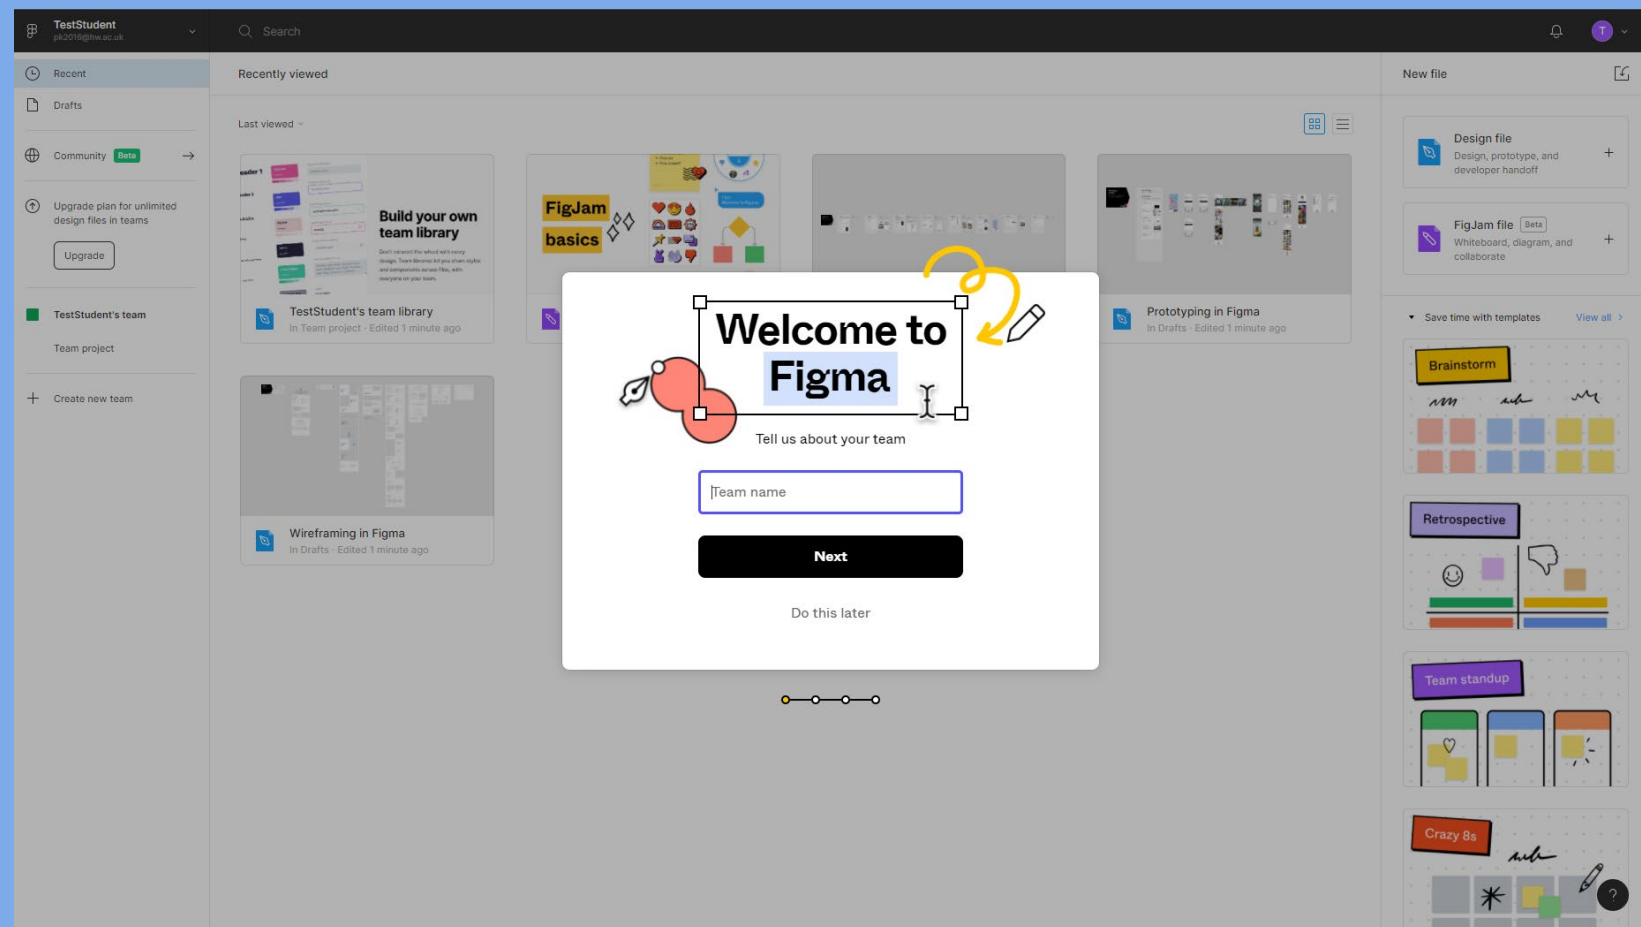 TestStudent
pk2016@hw.ac.uk
Search
T
Recent
Drafts
Community Beta
Upgrade plan for unlimited
design files in teams
Upgrade
TestStudent's team
Team project
Create new team
Recently viewed
Last viewed
Build your own
team library
TestStudent's team library
In Team project · Edited 1 minute ago
FigJam
basics
Prototyping in Figma
In Drafts · Edited 1 minute ago
Wireframing in Figma
In Drafts · Edited 1 minute ago
Welcome to
Figma
Tell us about your team
Team name
Next
Do this later
New file
Design file
Design, prototype, and
developer handoff
FigJam file Beta
Whiteboard, diagram, and
collaborate
Save time with templates View all
Brainstorm
Retrospective
Team standup
Crazy 8s
?